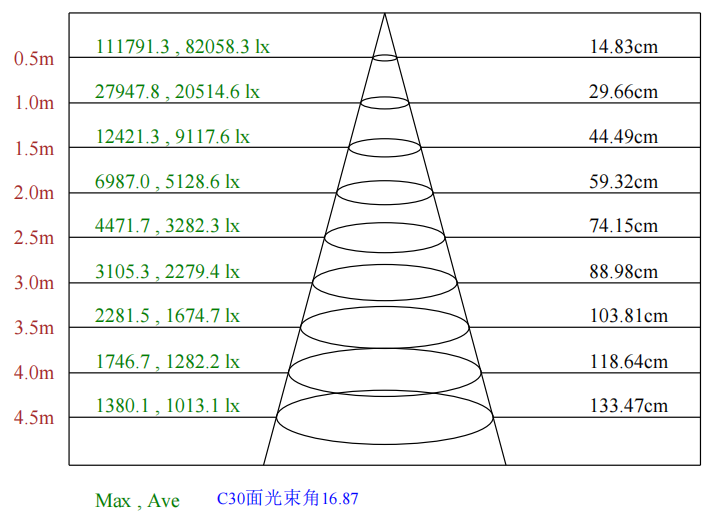 111791.3 , 82058.3 lx 14.83cm
0.5m
27947.8 , 20514.6 lx 29.66cm
1.0m
12421.3 , 9117.6 lx 44.49cm
1.5m
6987.0 , 5128.6 lx 59.32cm
2.0m
4471.7 , 3282.3 lx 74.15cm
2.5m
3105.3 , 2279.4 lx 88.98cm
3.0m
2281.5 , 1674.7 lx 103.81cm
3.5m
1746.7 , 1282.2 lx 118.64cm
4.0m
1380.1 , 1013.1 lx 133.47cm
4.5m
Max , Ave C30面光束角16.87